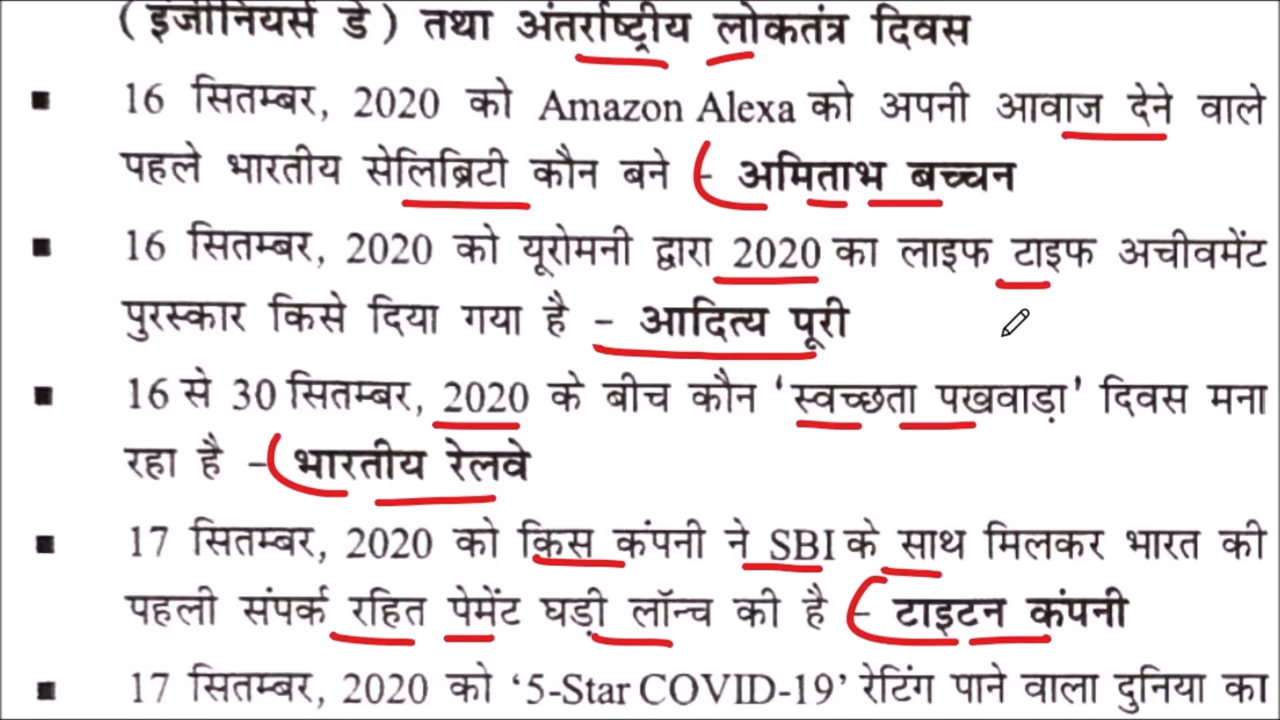 (इंजीनियर्स डे) तथा अंतर्राष्ट्रीय लोकतंत्र दिवस
▪ 16 सितम्बर, 2020 को Amazon Alexa को अपनी आवाज देने वाले
पहले भारतीय सेलिब्रिटी कौन बने - अमिताभ बच्चन
▪ 16 सितम्बर, 2020 को यूरोमनी द्वारा 2020 का लाइफ टाइफ अचीवमेंट
पुरस्कार किसे दिया गया है - आदित्य पूरी
▪ 16 से 30 सितम्बर, 2020 के बीच कौन ‘स्वच्छता पखवाड़ा’ दिवस मना
रहा है - भारतीय रेलवे
▪ 17 सितम्बर, 2020 को किस कंपनी ने SBI के साथ मिलकर भारत की
पहली संपर्क रहित पेमेंट घड़ी लॉन्च की है - टाइटन कंपनी
▪ 17 सितम्बर, 2020 को ‘5-Star COVID-19’ रेटिंग पाने वाला दुनिया का